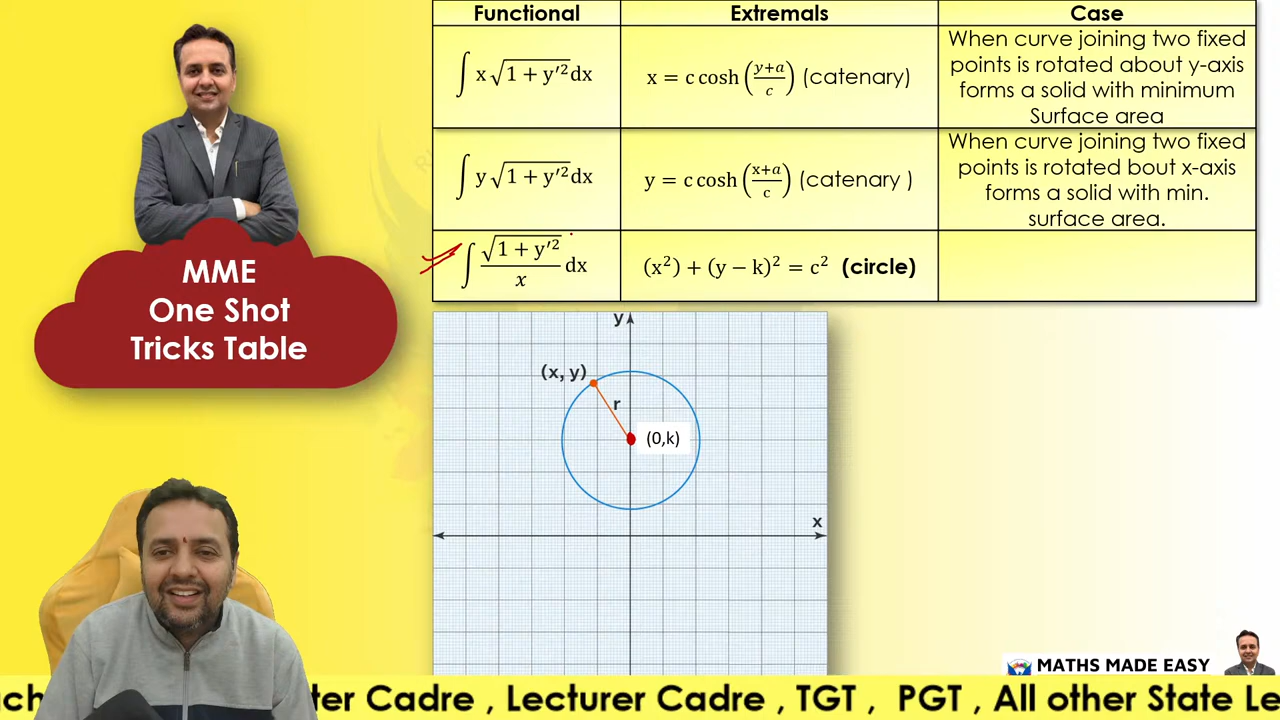 Functional
Extremals
Case
∫ x√(1 + y′²)dx
x = c cosh ((y+a)/c) (catenary)
When curve joining two fixed
points is rotated about y-axis
forms a solid with minimum
Surface area
∫ y√(1 + y′²)dx
y = c cosh ((x+a)/c) (catenary )
When curve joining two fixed
points is rotated bout x-axis
forms a solid with min.
surface area.
∫ √(1 + y′²)/x dx
(x²) + (y − k)² = c² (circle)
MME
One Shot
Tricks Table
y
(x, y)
r
(0,k)
x
MATHS MADE EASY
ter Cadre , Lecturer Cadre , TGT , PGT , All other State Le